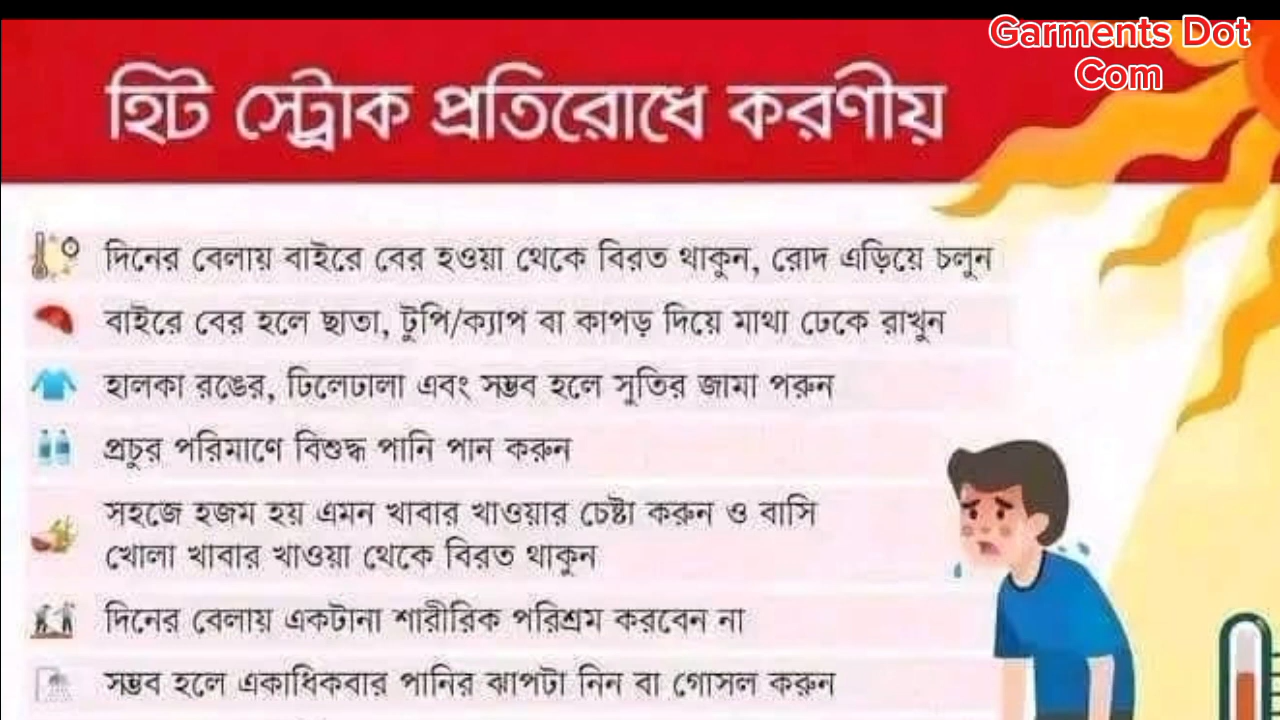 Garments Dot
Com
হিট স্ট্রোক প্রতিরোধে করণীয়
দিনের বেলায় বাইরে বের হওয়া থেকে বিরত থাকুন, রোদ এড়িয়ে চলুন
বাইরে বের হলে ছাতা, টুপি/ক্যাপ বা কাপড় দিয়ে মাথা ঢেকে রাখুন
হালকা রঙের, ঢিলেঢালা এবং সম্ভব হলে সুতির জামা পরুন
প্রচুর পরিমাণে বিশুদ্ধ পানি পান করুন
সহজে হজম হয় এমন খাবার খাওয়ার চেষ্টা করুন ও বাসি
খোলা খাবার খাওয়া থেকে বিরত থাকুন
দিনের বেলায় একটানা শারীরিক পরিশ্রম করবেন না
সম্ভব হলে একাধিকবার পানির ঝাপটা নিন বা গোসল করুন